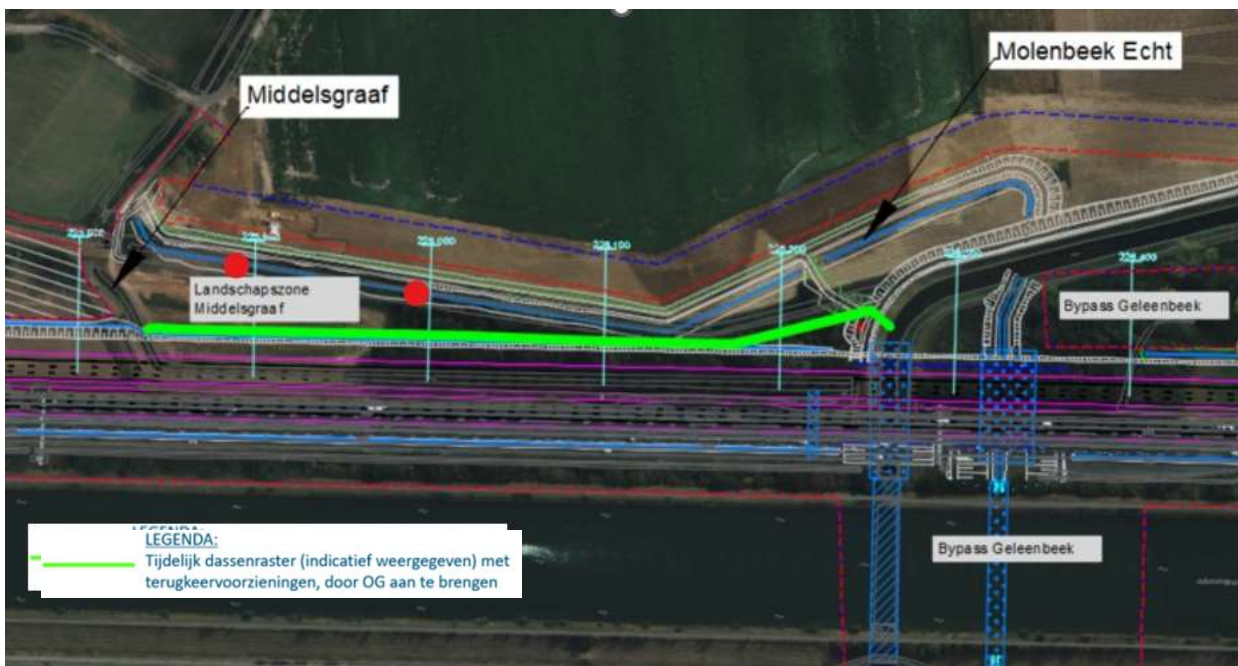 Molenbeek Echt
Middelsgraaf
Landschapszone
Middelsgraaf
Bypass Geleenbeek
Bypass Geleenbeek
LEGENDA:
LEGENDA:
Tijdelijk dassenraster (indicatief weergegeven) met
terugkeervoorzieningen, door OG aan te brengen